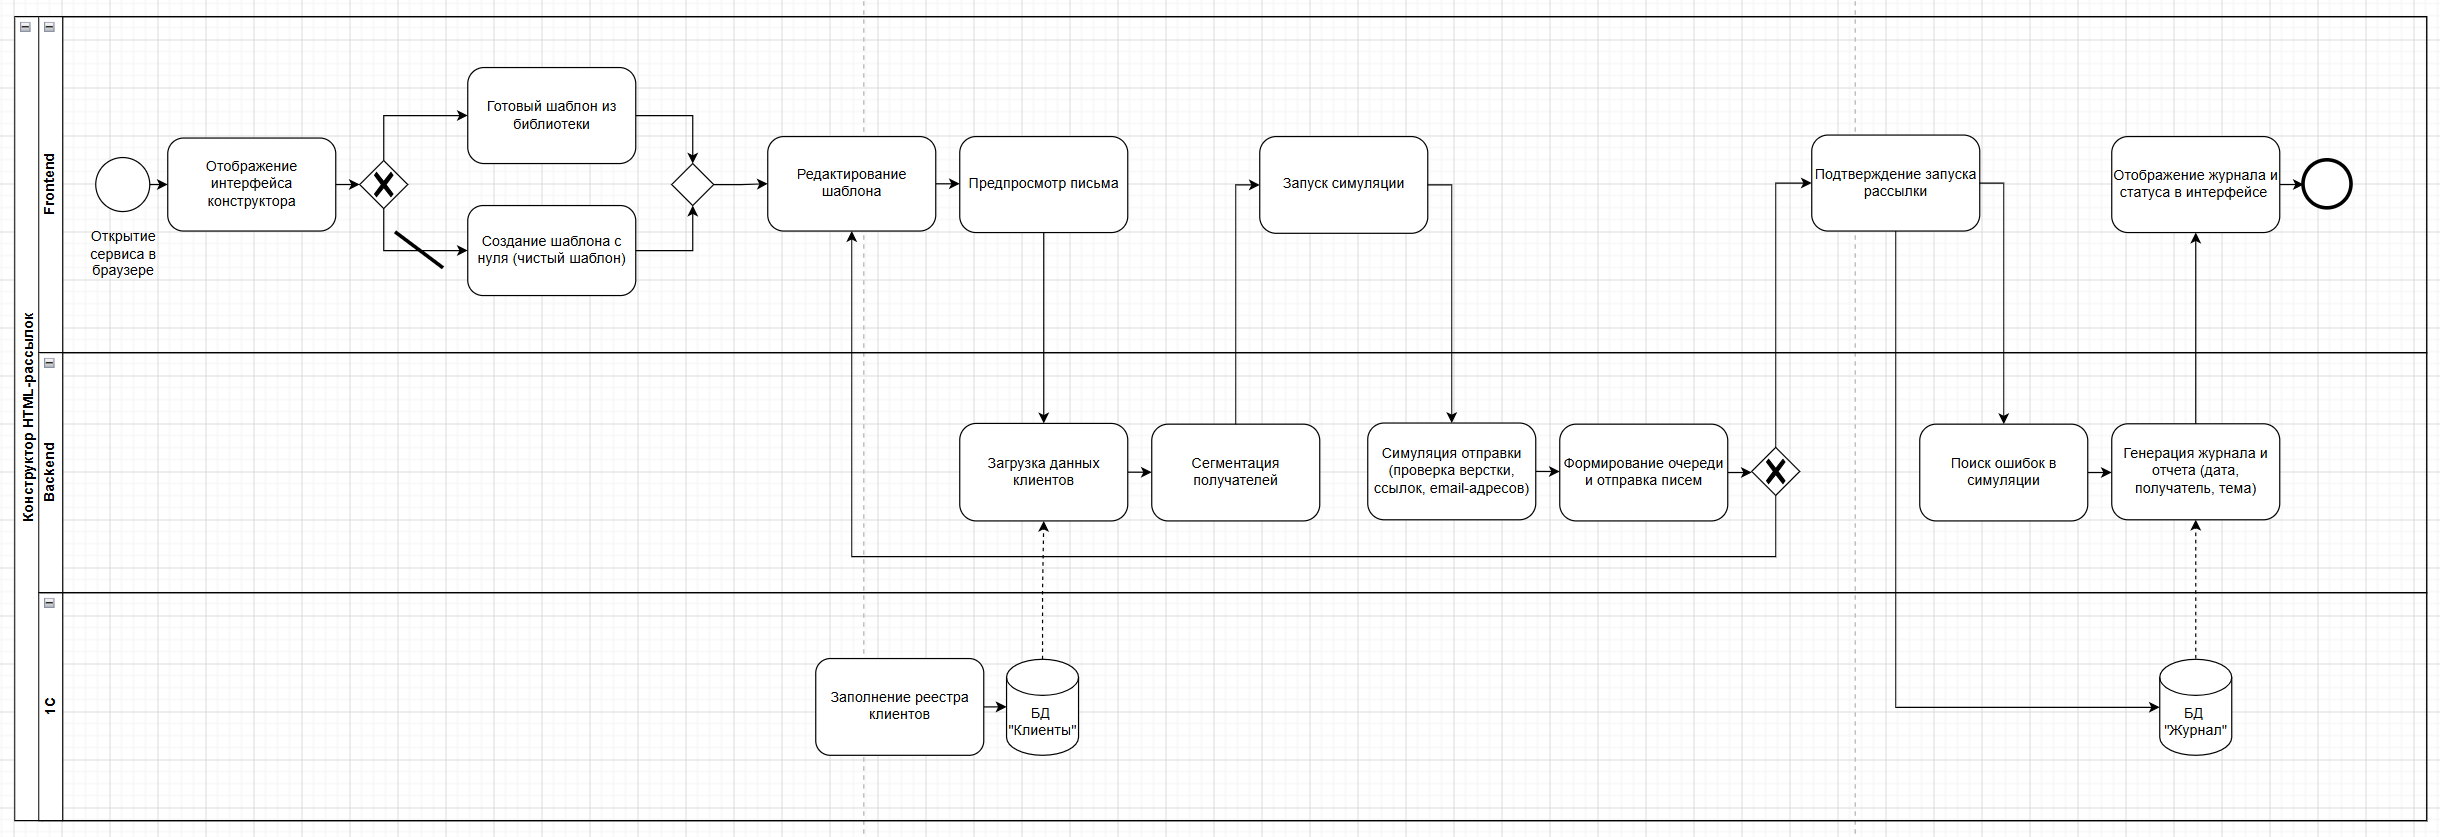 Конструктор HTML-рассылок
Frontend
Открытие
сервиса в
браузере
Отображение
интерфейса
конструктора
Готовый шаблон из
библиотеки
Создание шаблона с
нуля (чистый шаблон)
Редактирование
шаблона
Предпросмотр письма
Запуск симуляции
Подтверждение запуска
рассылки
Отображение журнала и
статуса в интерфейсе
Backend
Загрузка данных
клиентов
Сегментация
получателей
Симуляция отправки
(проверка верстки,
ссылок, email-адресов)
Формирование очереди
и отправка писем
Поиск ошибок в
симуляции
Генерация журнала и
отчета (дата,
получатель, тема)
1С
Заполнение реестра
клиентов
БД
"Клиенты"
БД
"Журнал"